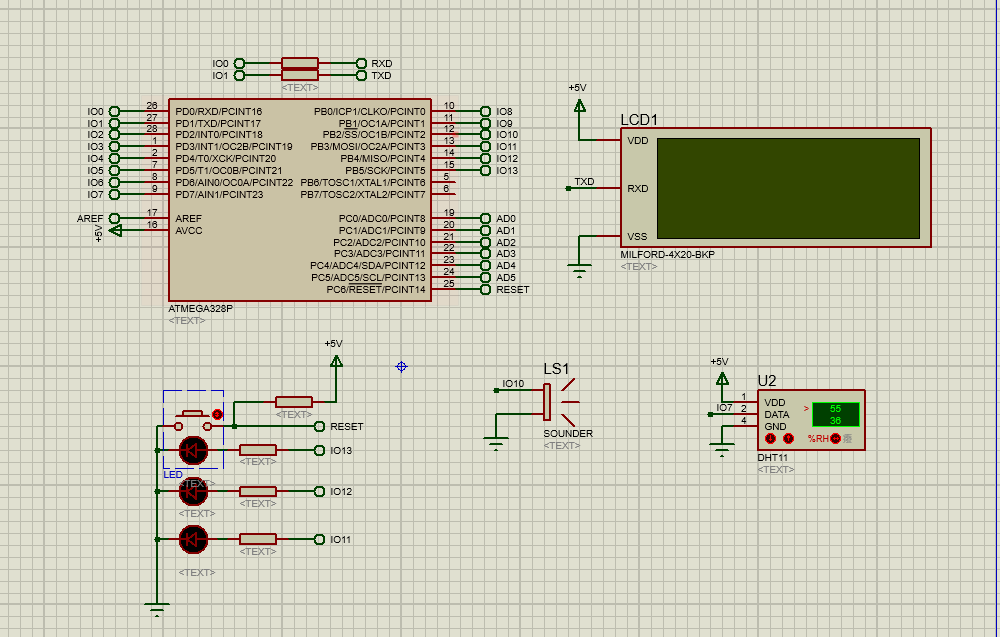 IO0 RXD
IO1 TXD
<TEXT>
IO0 26 PD0/RXD/PCINT16 PB0/ICP1/CLKO/PCINT0 10 IO8
IO1 27 PD1/TXD/PCINT17 PB1/OC1A/PCINT1 11 IO9
IO2 28 PD2/INT0/PCINT18 PB2/SS/OC1B/PCINT2 12 IO10
IO3 1 PD3/INT1/OC2B/PCINT19 PB3/MOSI/OC2A/PCINT3 13 IO11
IO4 2 PD4/T0/XCK/PCINT20 PB4/MISO/PCINT4 14 IO12
IO5 7 PD5/T1/OC0B/PCINT21 PB5/SCK/PCINT5 15 IO13
IO6 8 PD6/AIN0/OC0A/PCINT22 PB6/TOSC1/XTAL1/PCINT6 5
IO7 9 PD7/AIN1/PCINT23 PB7/TOSC2/XTAL2/PCINT7 6
AREF 17 AREF PC0/ADC0/PCINT8 19 AD0
+5V 16 AVCC PC1/ADC1/PCINT9 20 AD1
PC2/ADC2/PCINT10 21 AD2
PC3/ADC3/PCINT11 22 AD3
PC4/ADC4/SDA/PCINT12 23 AD4
PC5/ADC5/SCL/PCINT13 24 AD5
PC6/RESET/PCINT14 25 RESET
ATMEGA328P
<TEXT>
+5V
LCD1
VDD
TXD RXD
VSS
MILFORD-4X20-BKP
<TEXT>
+5V
<TEXT>
RESET
IO13
<TEXT>
LED
<TEXT>
IO12
<TEXT>
<TEXT>
IO11
<TEXT>
<TEXT>
LS1
IO10
SOUNDER
<TEXT>
+5V
U2
1 VDD
IO7 2 DATA
4 GND
> 55
36
%RH
DHT11
<TEXT>